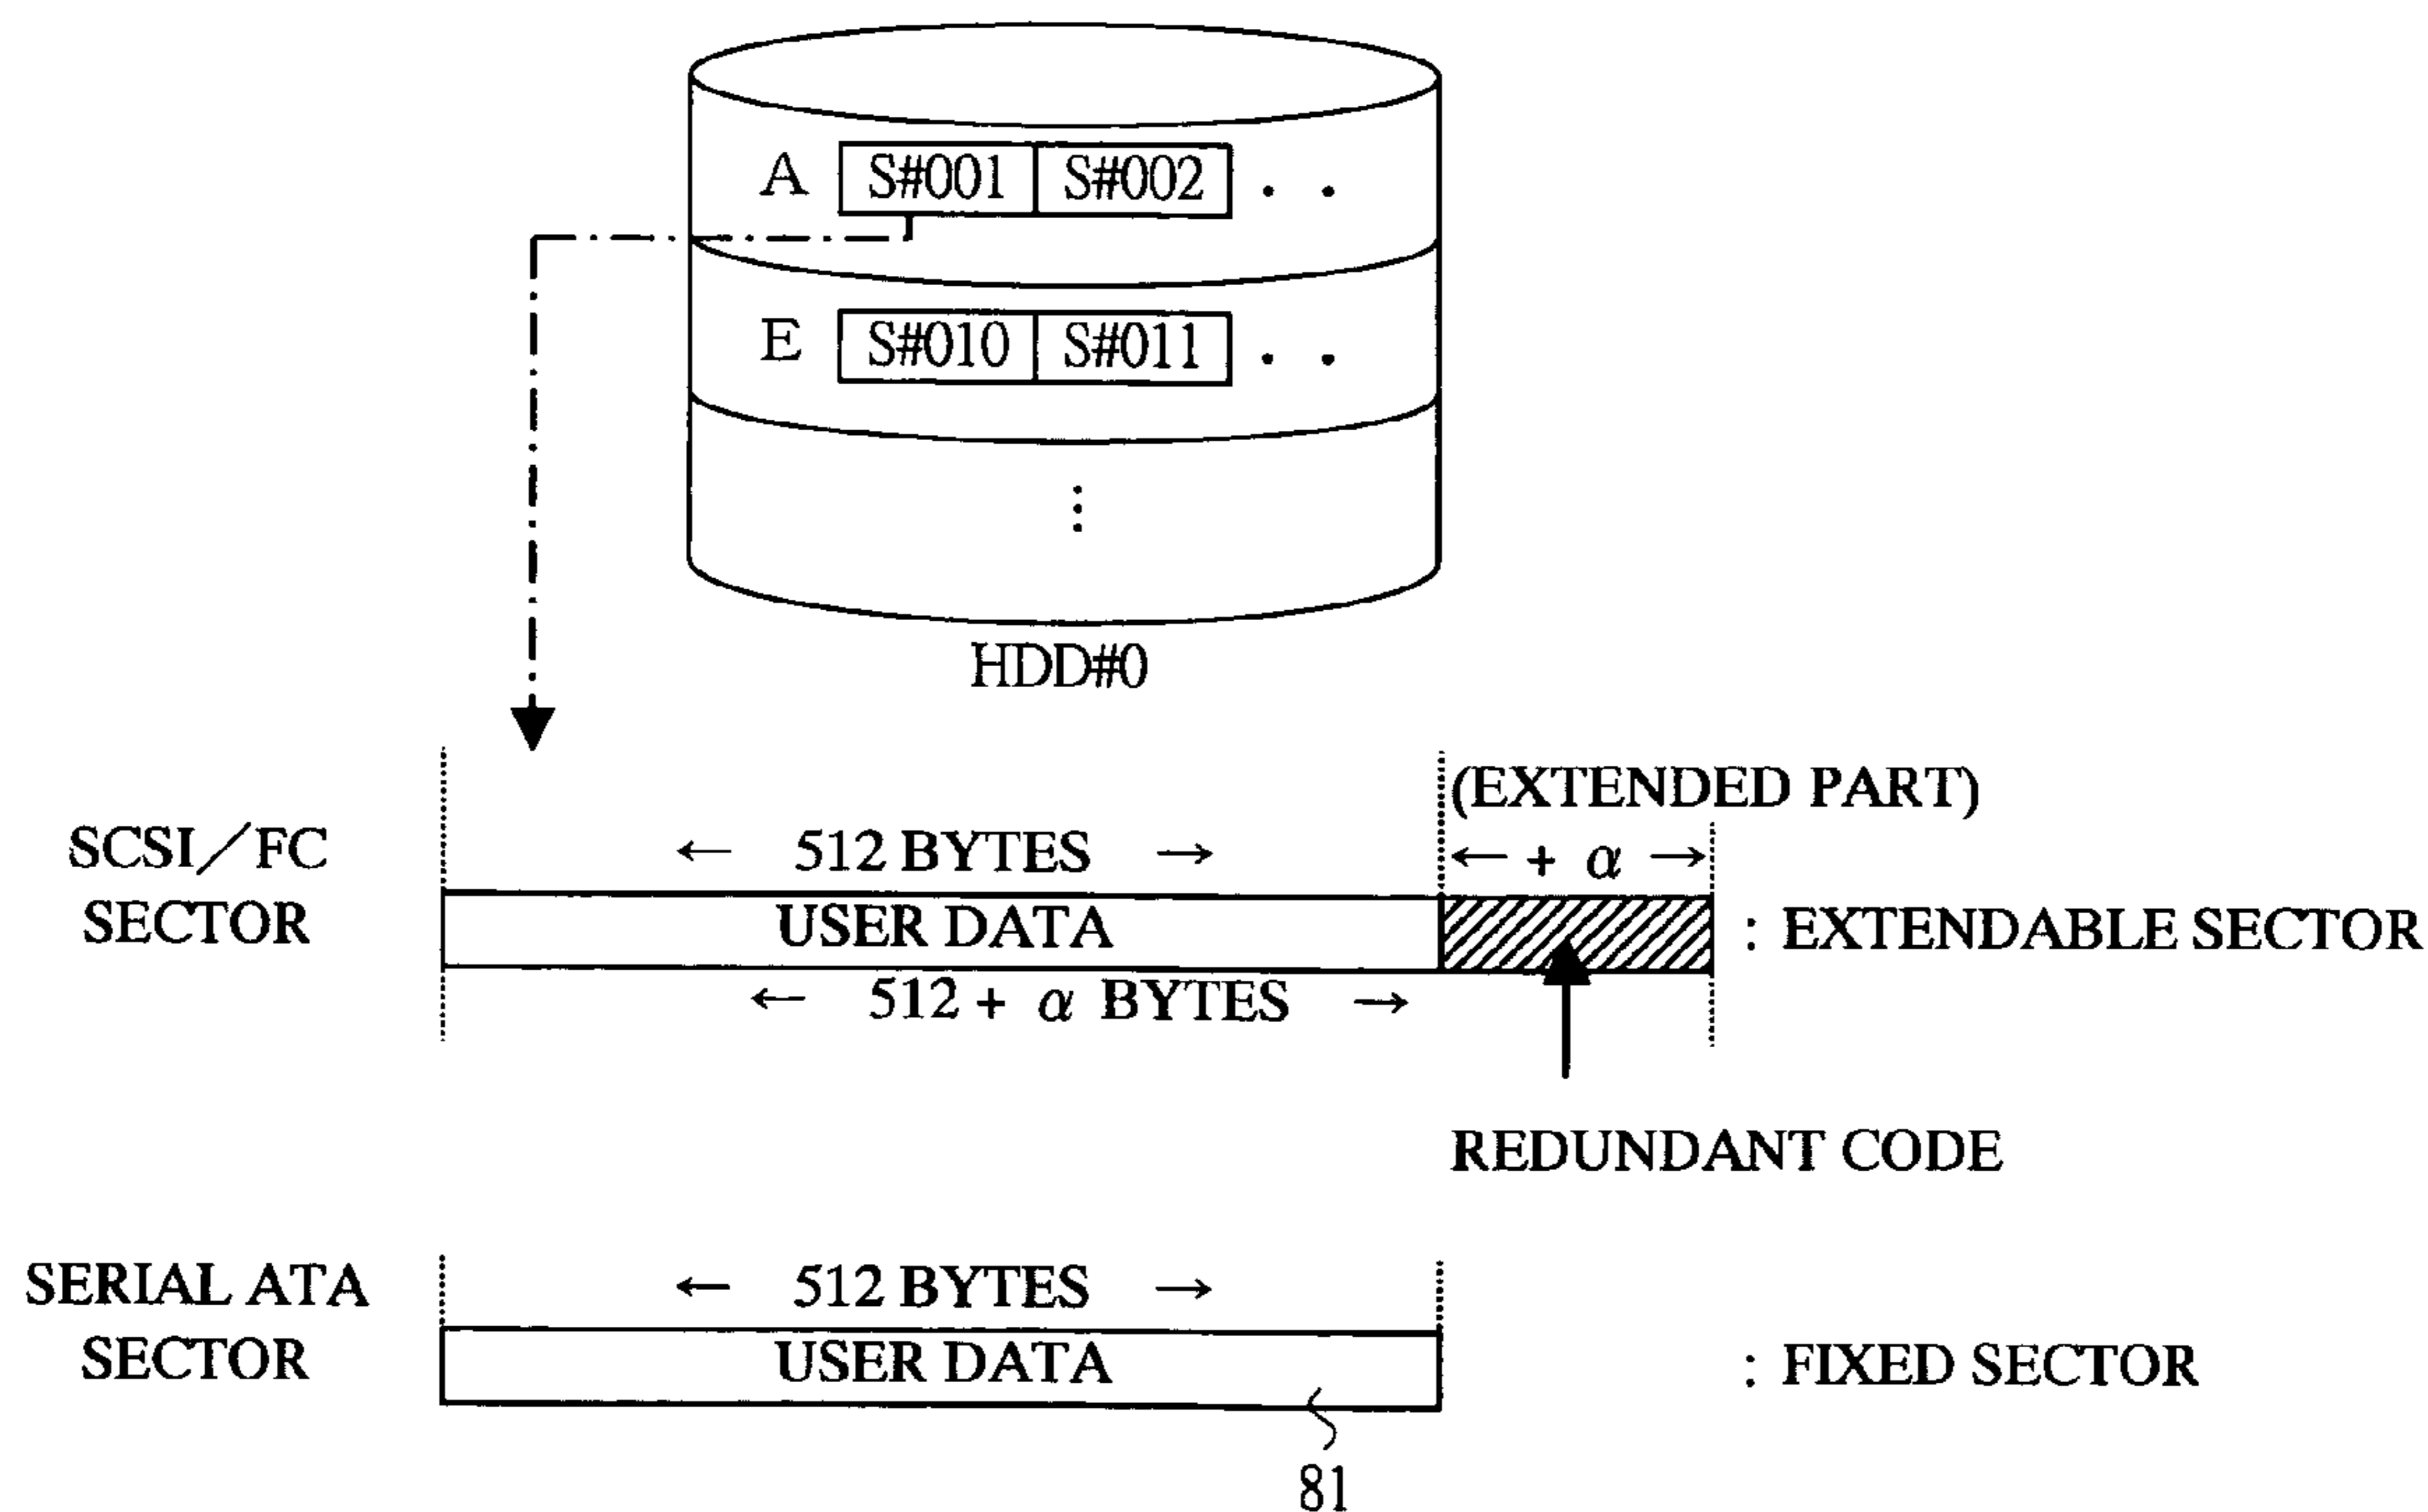 A S#001 S#002 . .
E S#010 S#011 . .
⋮
HDD#0
(EXTENDED PART)
SCSI/FC
SECTOR
← 512 BYTES →
← + α →
USER DATA
: EXTENDABLE SECTOR
← 512 + α BYTES →
REDUNDANT CODE
SERIAL ATA
SECTOR
← 512 BYTES →
USER DATA
: FIXED SECTOR
81